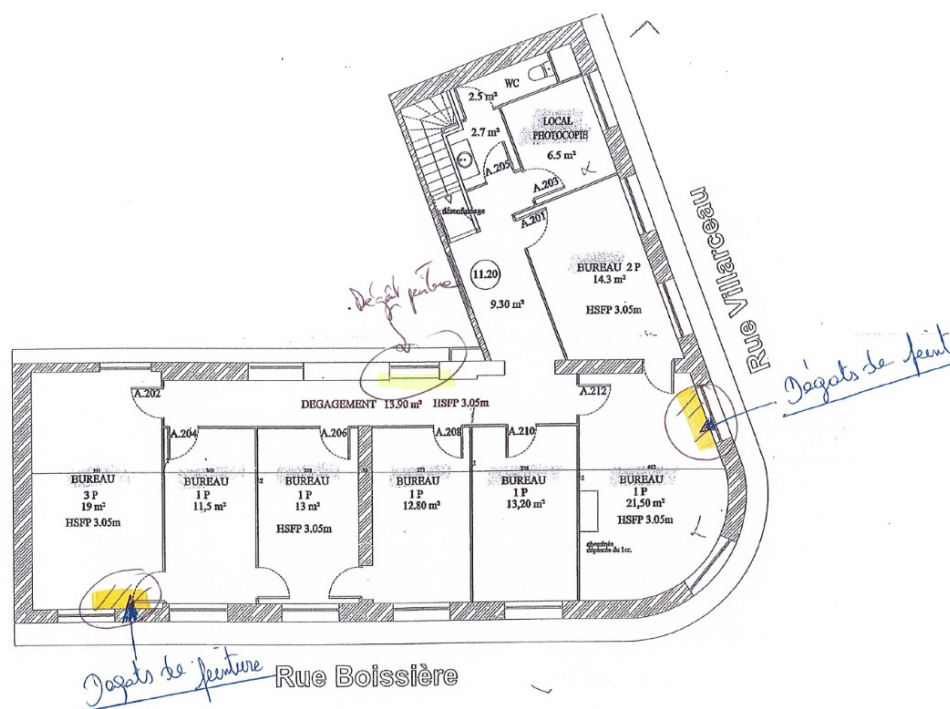 WC
2.5 m²
2.7 m²
LOCAL
PHOTOCOPIE
6.5 m²
A.205
A.203
désenfumage
A.201
11.20
9.30 m²
BUREAU 2 P
14.3 m²
HSFP 3.05m
Rue Villarceau
Dégât peinture
Dégats de peint
A.202
DEGAGEMENT 13.90 m² HSFP 3.05m
A.212
A.204
A.206
A.208
A.210
BUREAU
3 P
19 m²
HSFP 3.05m
BUREAU
1 P
11,5 m²
BUREAU
1 P
13 m²
HSFP 3.05m
BUREAU
1 P
12.80 m²
BUREAU
1 P
13,20 m²
BUREAU
1 P
21,50 m²
HSFP 3.05m
cheminée
Dégats de peinture
Rue Boissière